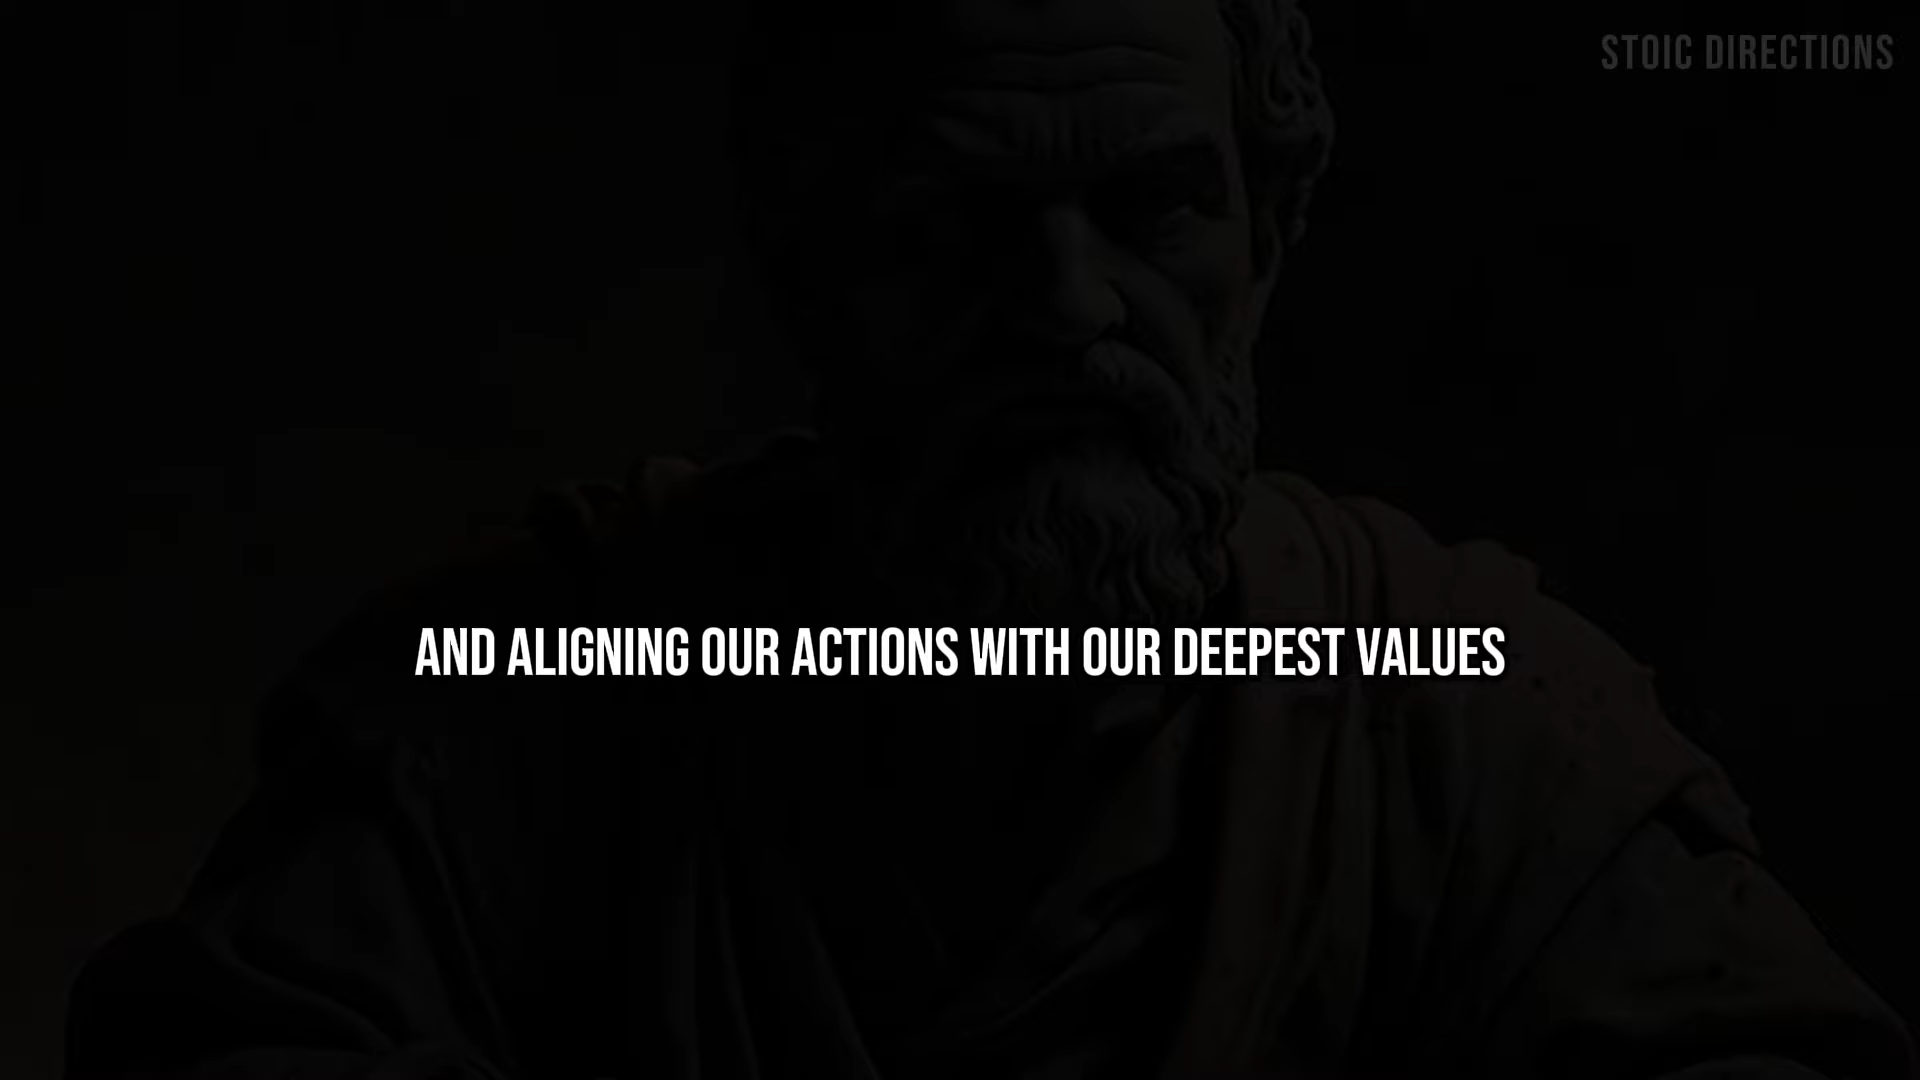 STOIC DIRECTIONS
AND ALIGNING OUR ACTIONS WITH OUR DEEPEST VALUES